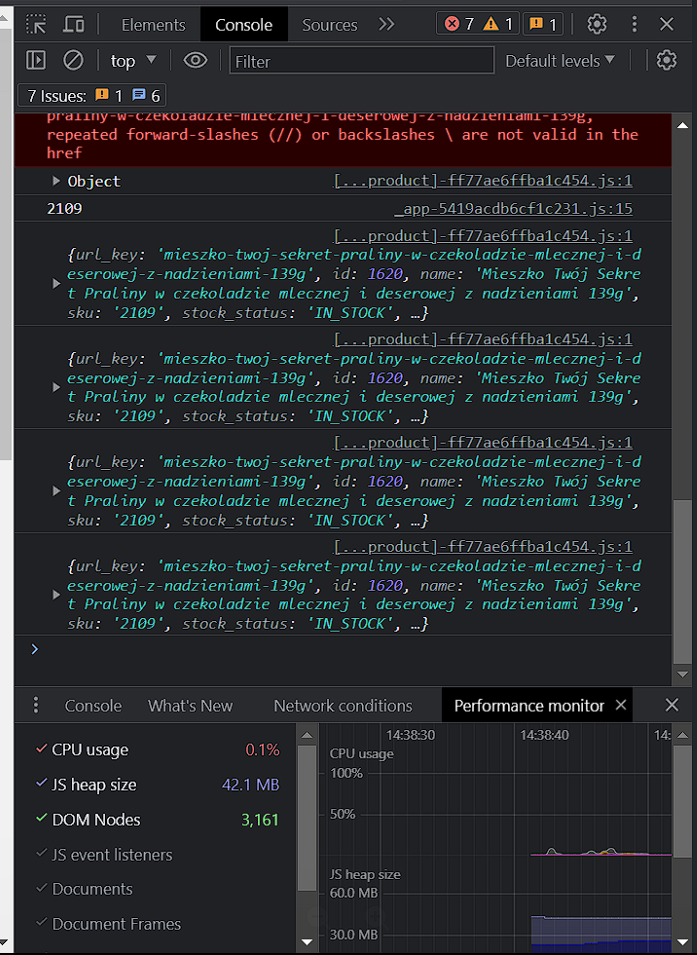 Elements Console Sources 7 1 1
top Filter Default levels
7 Issues: 1 6
praliny-w-czekoladzie-mlecznej-i-deserowej-z-nadzieniami-139g,
repeated forward-slashes (//) or backslashes \ are not valid in the
href
Object [...product]-ff77ae6ffba1c454.js:1
2109 _app-5419acdb6cf1c231.js:15
[...product]-ff77ae6ffba1c454.js:1
{url_key: 'mieszko-twoj-sekret-praliny-w-czekoladzie-mlecznej-i-d
eserowej-z-nadzieniami-139g', id: 1620, name: 'Mieszko Twój Sekre
t Praliny w czekoladzie mlecznej i deserowej z nadzieniami 139g',
sku: '2109', stock_status: 'IN_STOCK', …}
[...product]-ff77ae6ffba1c454.js:1
{url_key: 'mieszko-twoj-sekret-praliny-w-czekoladzie-mlecznej-i-d
eserowej-z-nadzieniami-139g', id: 1620, name: 'Mieszko Twój Sekre
t Praliny w czekoladzie mlecznej i deserowej z nadzieniami 139g',
sku: '2109', stock_status: 'IN_STOCK', …}
[...product]-ff77ae6ffba1c454.js:1
{url_key: 'mieszko-twoj-sekret-praliny-w-czekoladzie-mlecznej-i-d
eserowej-z-nadzieniami-139g', id: 1620, name: 'Mieszko Twój Sekre
t Praliny w czekoladzie mlecznej i deserowej z nadzieniami 139g',
sku: '2109', stock_status: 'IN_STOCK', …}
[...product]-ff77ae6ffba1c454.js:1
{url_key: 'mieszko-twoj-sekret-praliny-w-czekoladzie-mlecznej-i-d
eserowej-z-nadzieniami-139g', id: 1620, name: 'Mieszko Twój Sekre
t Praliny w czekoladzie mlecznej i deserowej z nadzieniami 139g',
sku: '2109', stock_status: 'IN_STOCK', …}
Console What's New Network conditions Performance monitor
CPU usage 0.1%
JS heap size 42.1 MB
DOM Nodes 3,161
JS event listeners
Documents
Document Frames
14:38:30 14:38:40 14:
CPU usage
100%
50%
JS heap size
60.0 MB
30.0 MB